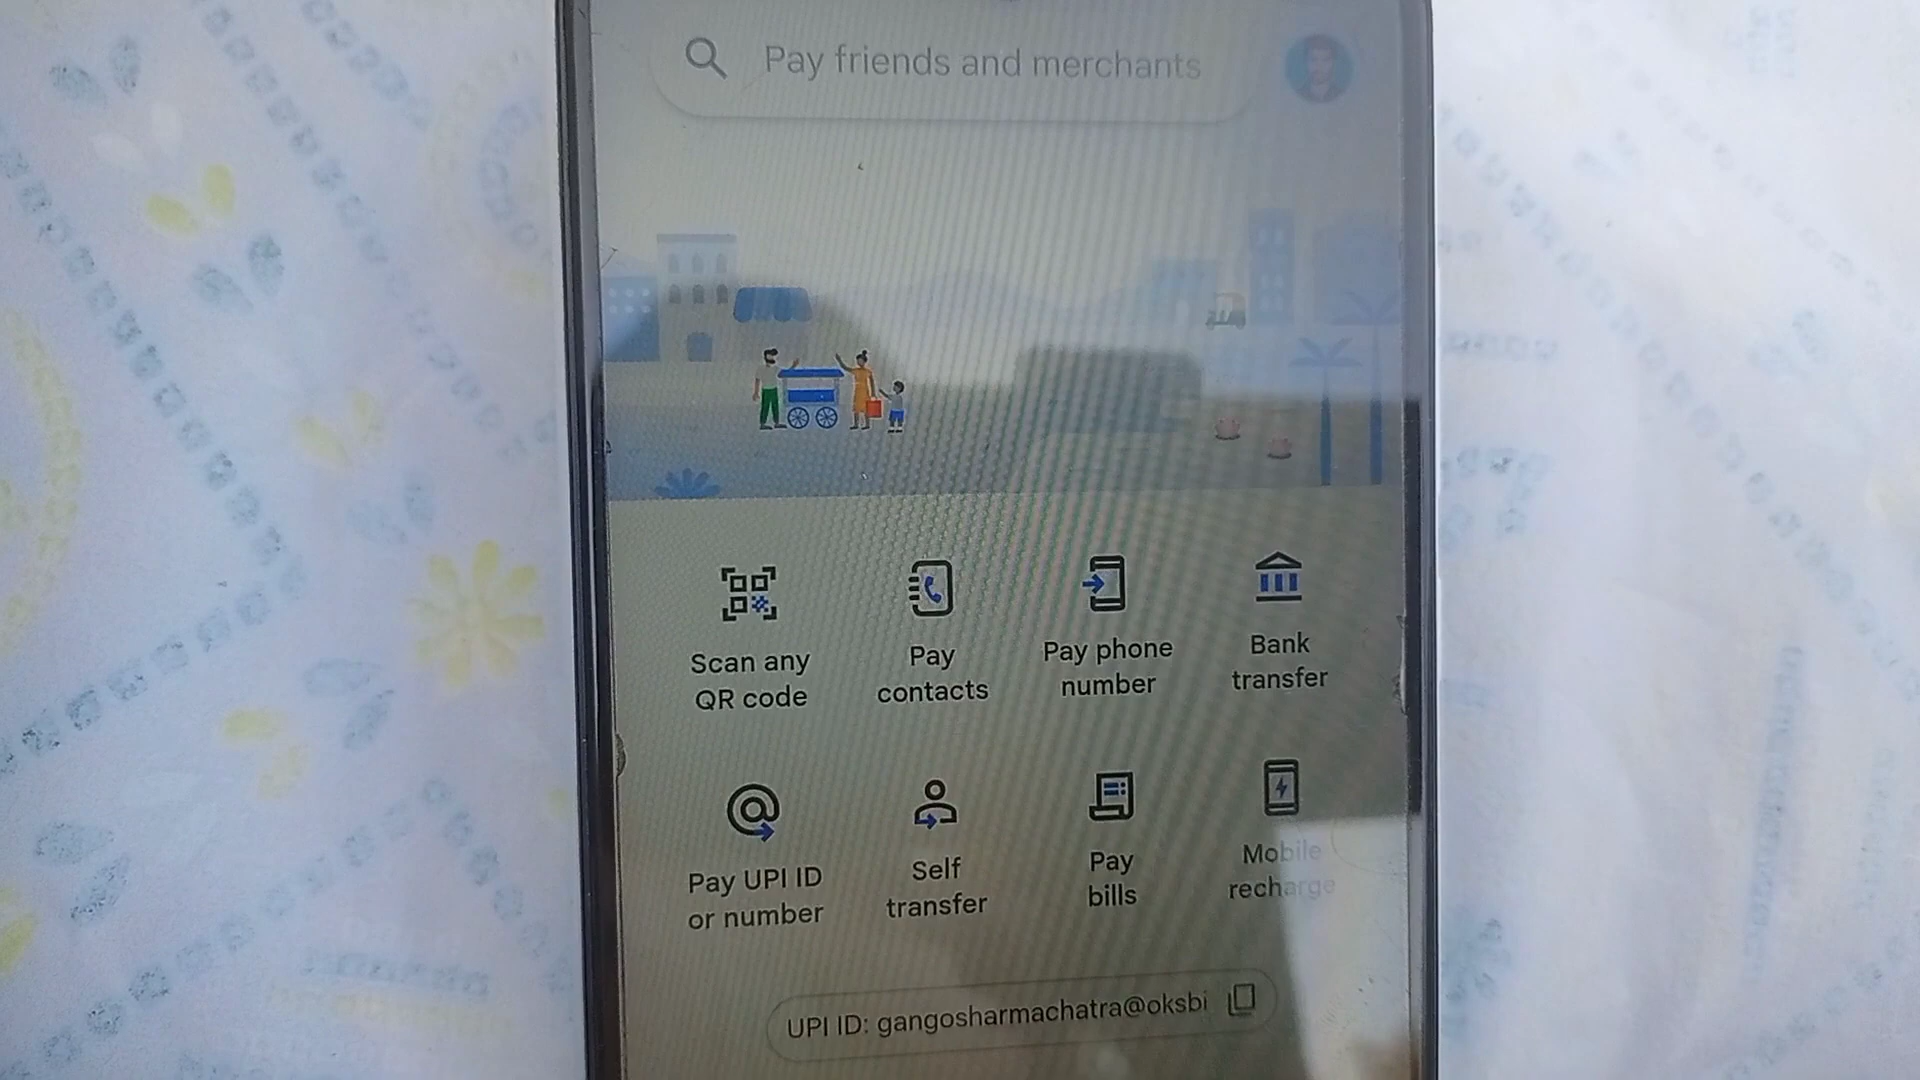 Pay friends and merchants
Scan any
QR code
Pay
contacts
Pay phone
number
Bank
transfer
Pay UPI ID
or number
Self
transfer
Pay
bills
Mobile
recharge
UPI ID: gangosharmachatra@oksbi